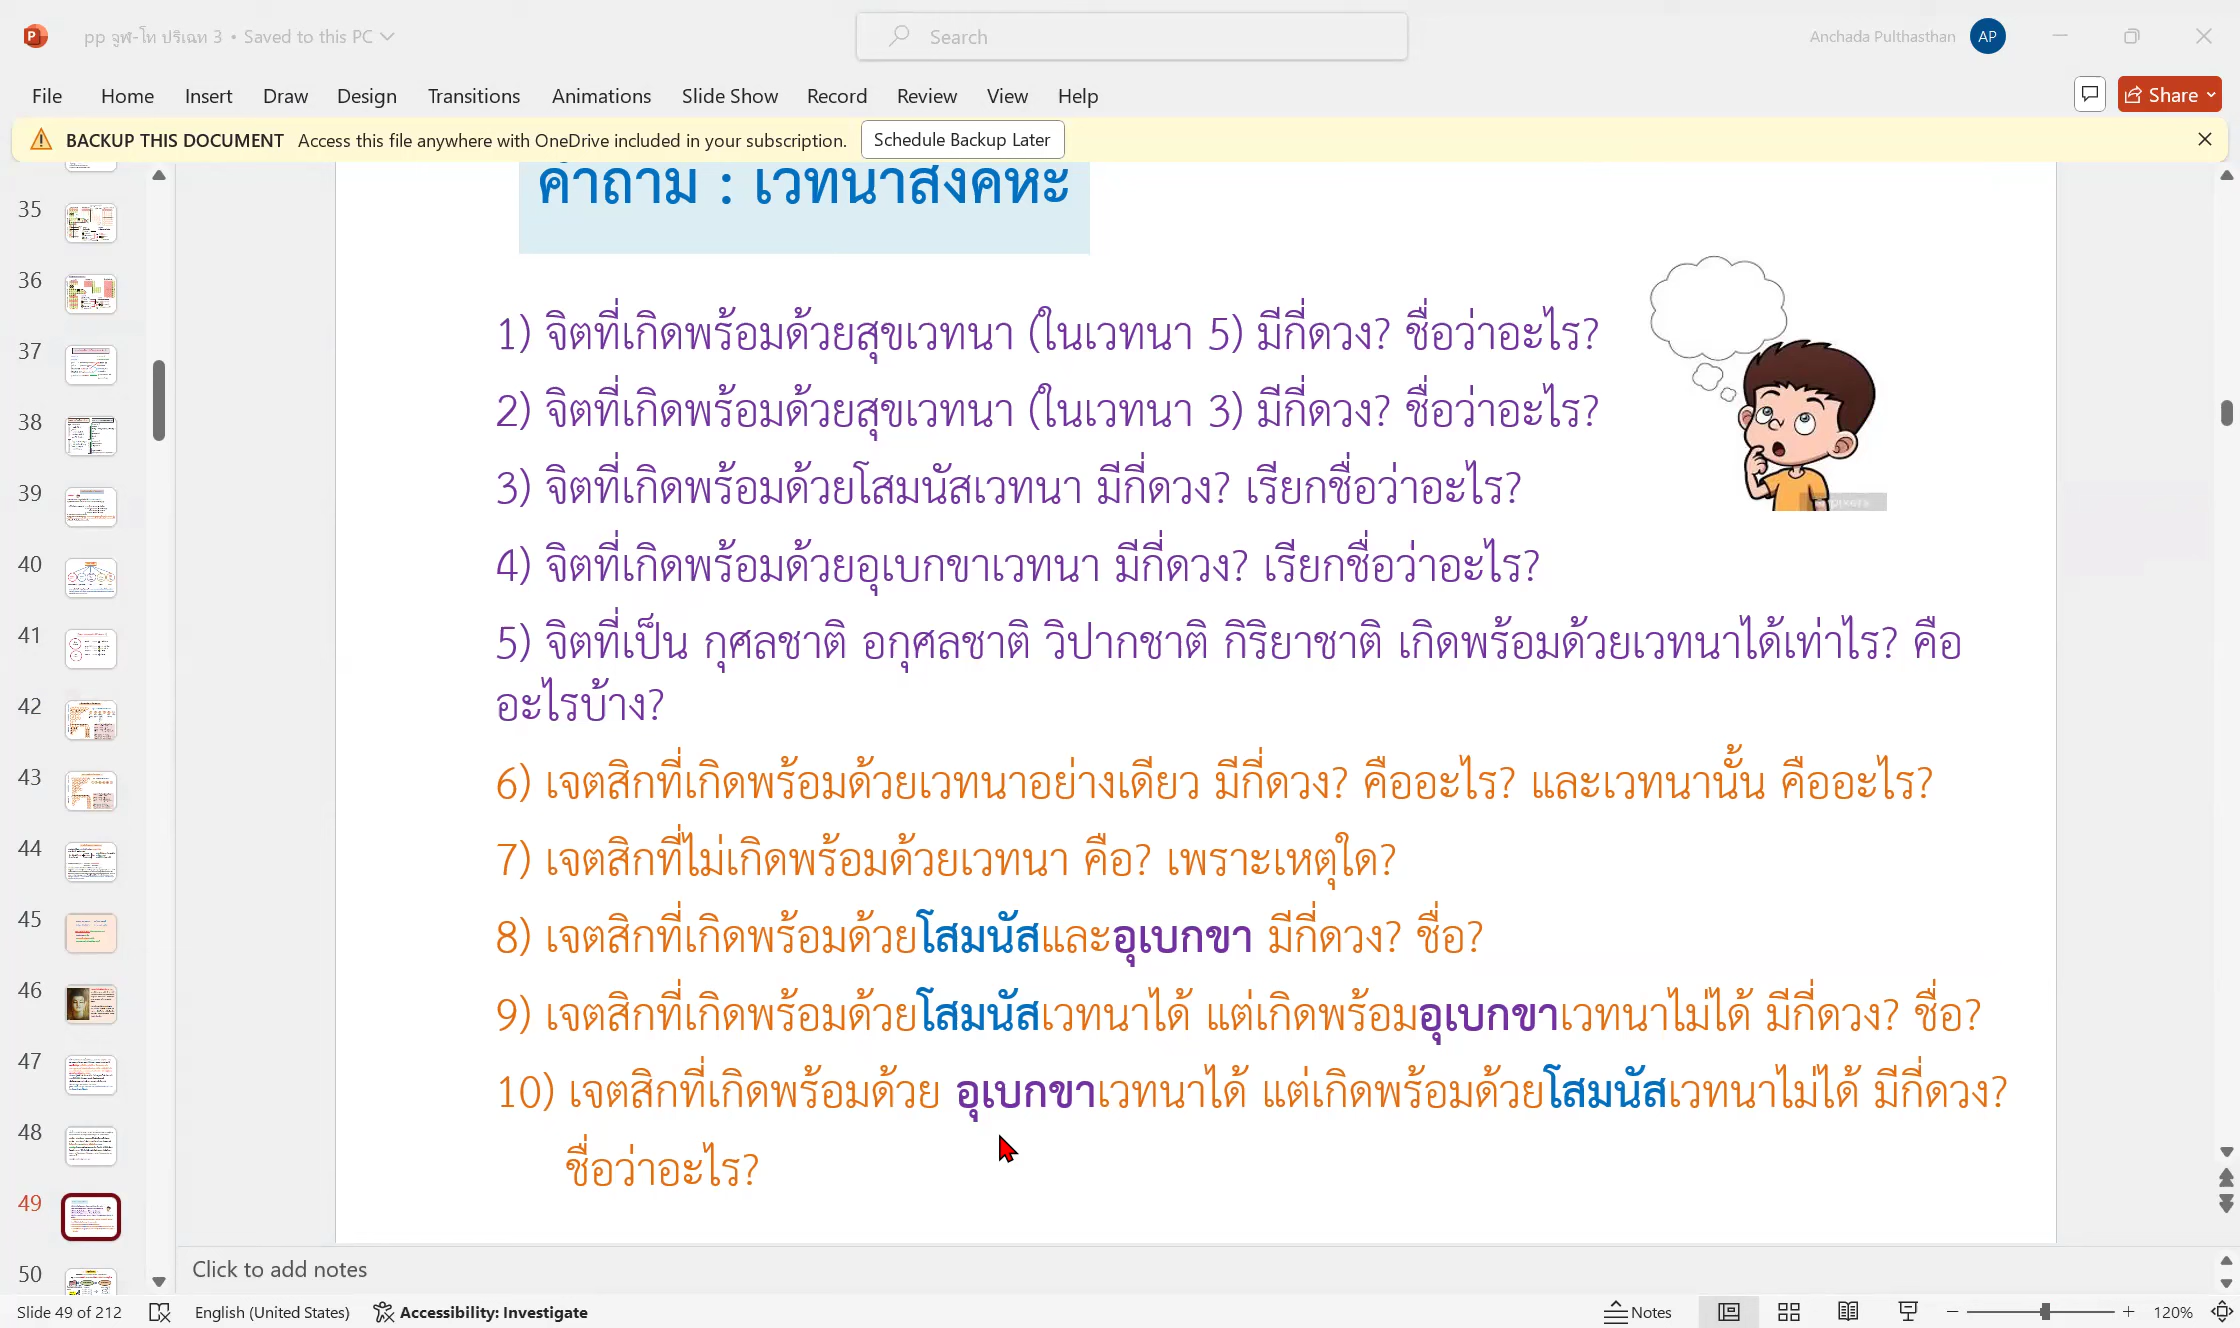 pp จูฬ-โท ปริเฉท 3 • Saved to this PC
Search
Anchada Pulthasthan
AP
File Home Insert Draw Design Transitions Animations Slide Show Record Review View Help
Share
BACKUP THIS DOCUMENT Access this file anywhere with OneDrive included in your subscription. Schedule Backup Later
คำถาม : เวทนาสังคหะ
1) จิตที่เกิดพร้อมด้วยสุขเวทนา (ในเวทนา 5) มีกี่ดวง? ชื่อว่าอะไร?
2) จิตที่เกิดพร้อมด้วยสุขเวทนา (ในเวทนา 3) มีกี่ดวง? ชื่อว่าอะไร?
3) จิตที่เกิดพร้อมด้วยโสมนัสเวทนา มีกี่ดวง? เรียกชื่อว่าอะไร?
4) จิตที่เกิดพร้อมด้วยอุเบกขาเวทนา มีกี่ดวง? เรียกชื่อว่าอะไร?
5) จิตที่เป็น กุศลชาติ อกุศลชาติ วิปากชาติ กิริยาชาติ เกิดพร้อมด้วยเวทนาได้เท่าไร? คือ
อะไรบ้าง?
6) เจตสิกที่เกิดพร้อมด้วยเวทนาอย่างเดียว มีกี่ดวง? คืออะไร? และเวทนานั้น คืออะไร?
7) เจตสิกที่ไม่เกิดพร้อมด้วยเวทนา คือ? เพราะเหตุใด?
8) เจตสิกที่เกิดพร้อมด้วยโสมนัสและอุเบกขา มีกี่ดวง? ชื่อ?
9) เจตสิกที่เกิดพร้อมด้วยโสมนัสเวทนาได้ แต่เกิดพร้อมอุเบกขาเวทนาไม่ได้ มีกี่ดวง? ชื่อ?
10) เจตสิกที่เกิดพร้อมด้วย อุเบกขาเวทนาได้ แต่เกิดพร้อมด้วยโสมนัสเวทนาไม่ได้ มีกี่ดวง?
ชื่อว่าอะไร?
35
36
37
38
39
40
41
42
43
44
45
46
47
48
49
50
Click to add notes
Slide 49 of 212 English (United States) Accessibility: Investigate Notes 120%